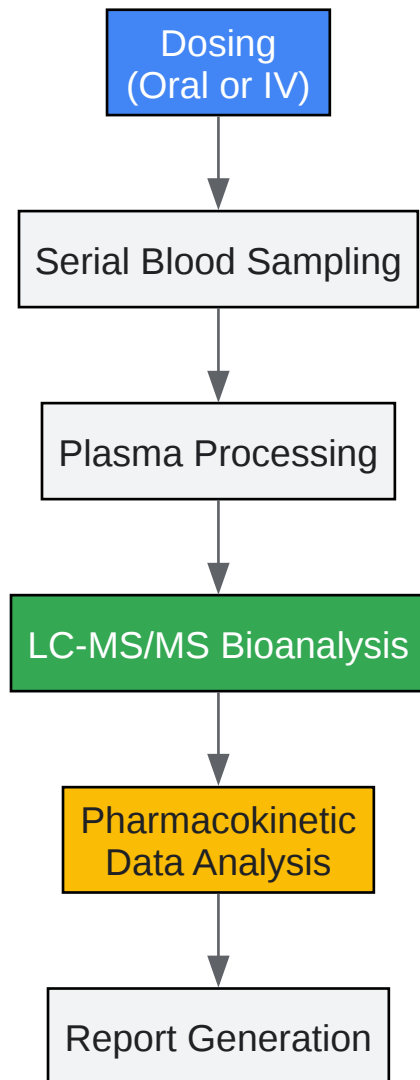 Dosing
(Oral or IV)
Serial Blood Sampling
Plasma Processing
LC-MS/MS Bioanalysis
Pharmacokinetic
Data Analysis
Report Generation